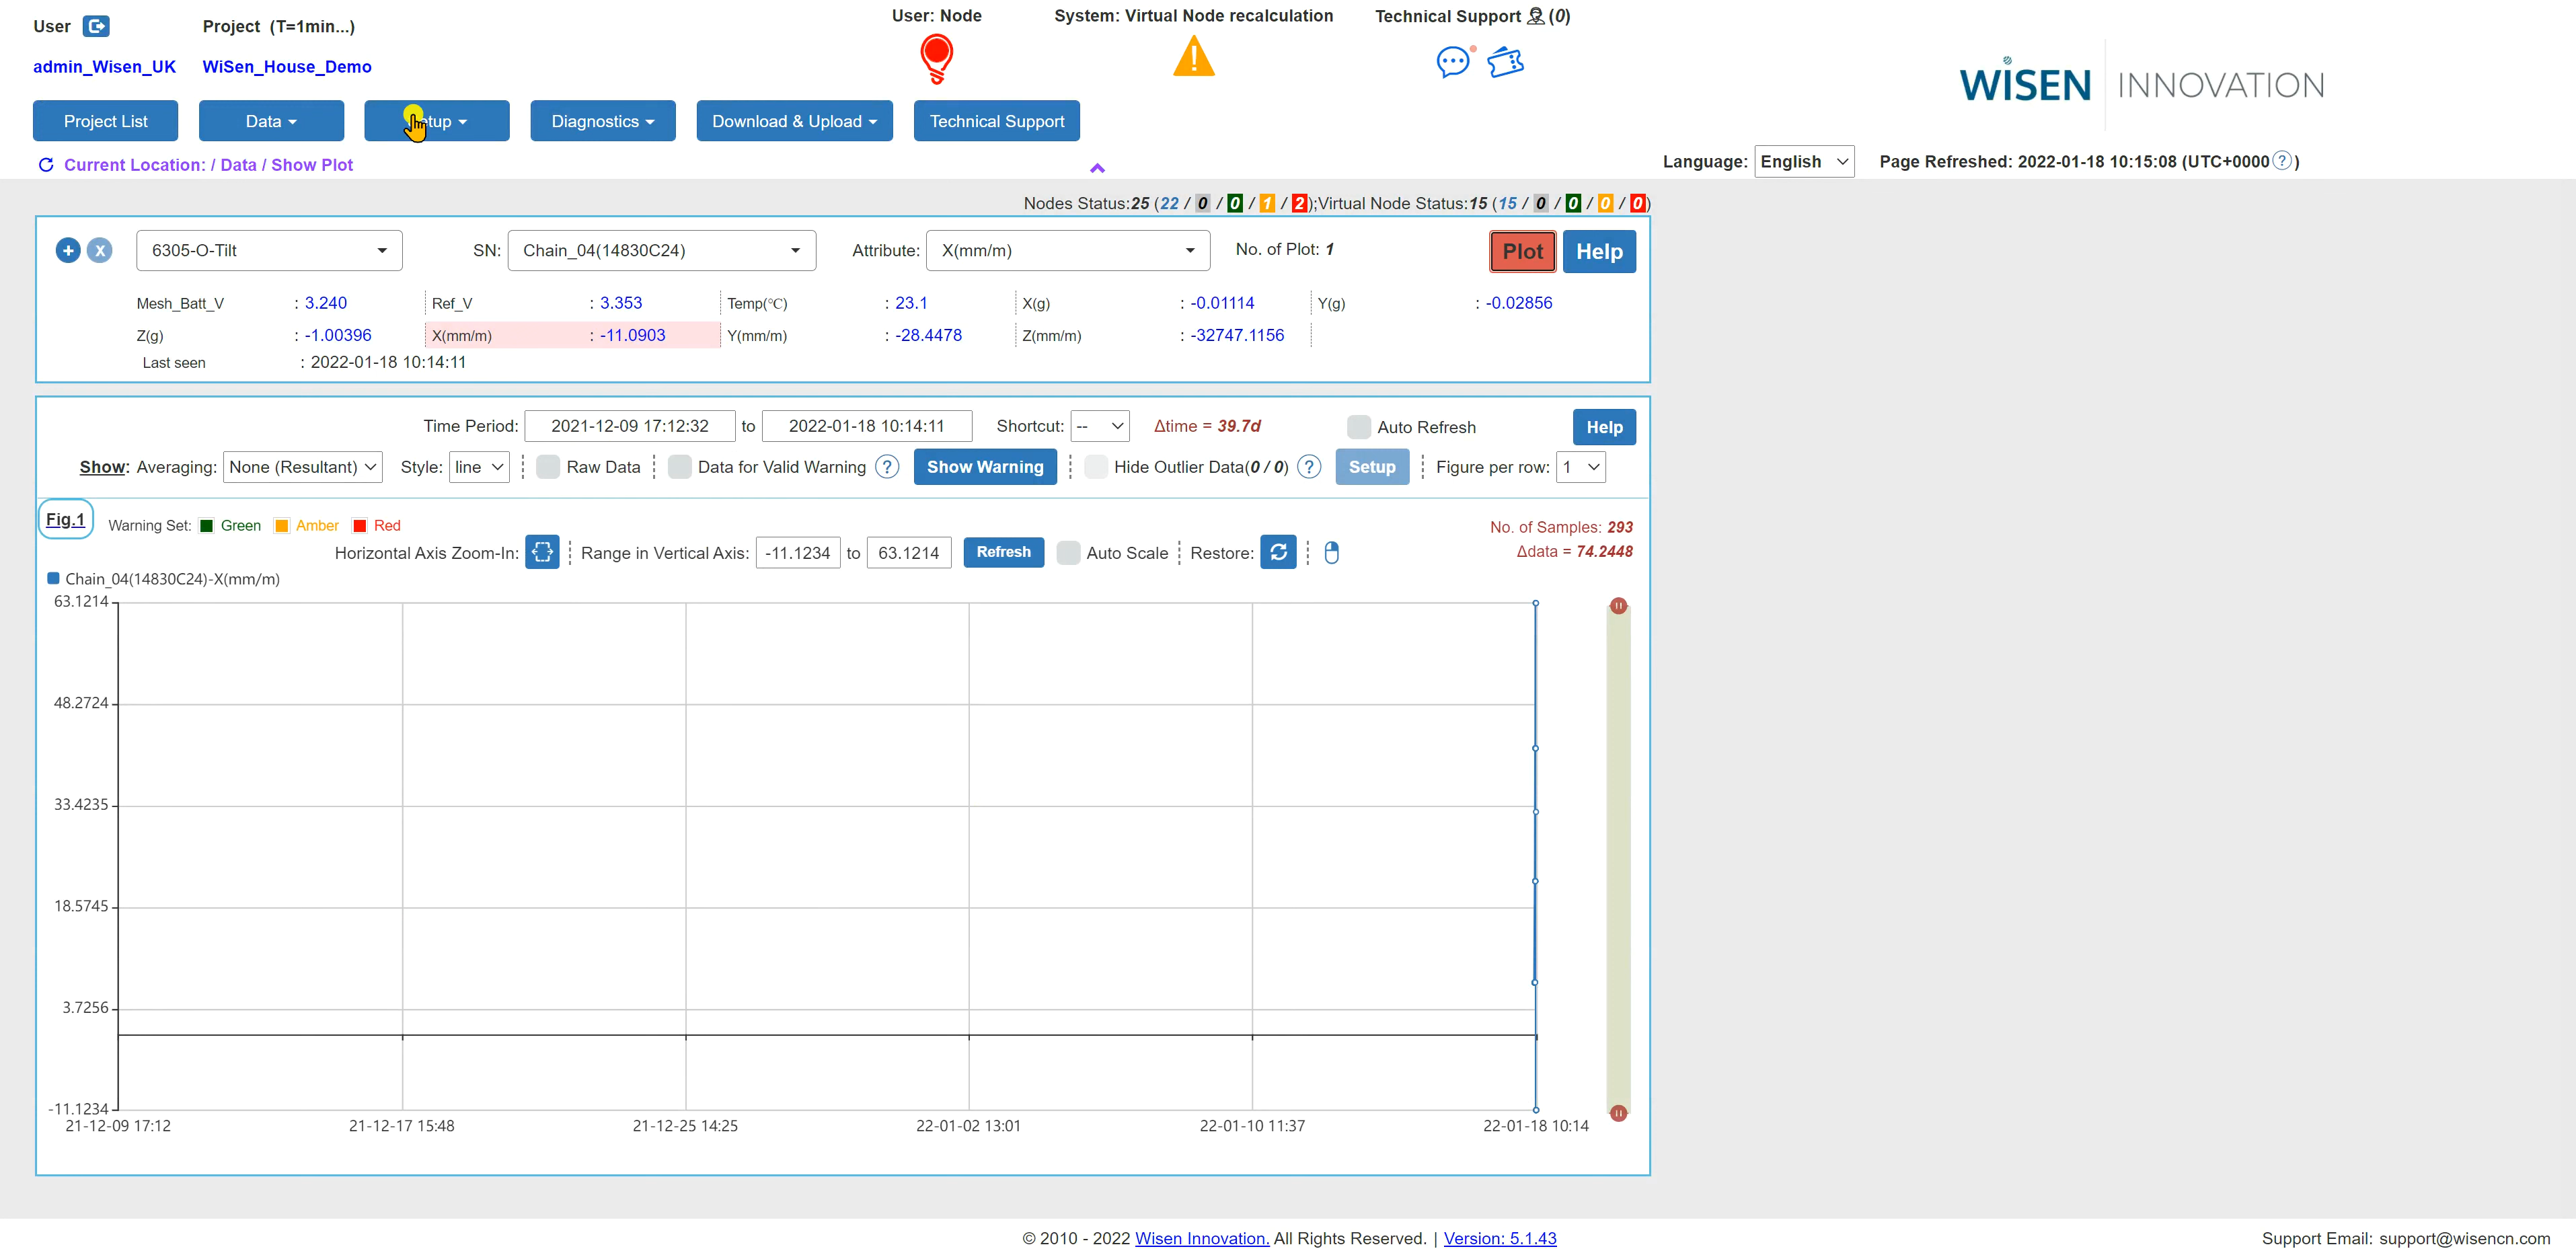 User
Project (T=1min...)
User: Node
System: Virtual Node recalculation
Technical Support (0)
admin_Wisen_UK
WiSen_House_Demo
WiSEN INNOVATION
Project List
Data
tup
Diagnostics
Download & Upload
Technical Support
Current Location: / Data / Show Plot
Language: English
Page Refreshed: 2022-01-18 10:15:08 (UTC+0000 ? )
Nodes Status:25 (22 / 0 / 0 / 1 / 2);Virtual Node Status:15 (15 / 0 / 0 / 0 / 0)
+ X 6305-O-Tilt SN: Chain_04(14830C24) Attribute: X(mm/m) No. of Plot: 1 Plot Help
Mesh_Batt_V : 3.240 Ref_V : 3.353 Temp(℃) : 23.1 X(g) : -0.01114 Y(g) : -0.02856
Z(g) : -1.00396 X(mm/m) : -11.0903 Y(mm/m) : -28.4478 Z(mm/m) : -32747.1156
Last seen : 2022-01-18 10:14:11
Time Period: 2021-12-09 17:12:32 to 2022-01-18 10:14:11 Shortcut: -- Δtime = 39.7d Auto Refresh Help
Show: Averaging: None (Resultant) Style: line Raw Data Data for Valid Warning ? Show Warning Hide Outlier Data(0 / 0) ? Setup Figure per row: 1
Fig.1 Warning Set: Green Amber Red
No. of Samples: 293
Horizontal Axis Zoom-In: Range in Vertical Axis: -11.1234 to 63.1214 Refresh Auto Scale Restore:
Δdata = 74.2448
Chain_04(14830C24)-X(mm/m)
63.1214
48.2724
33.4235
18.5745
3.7256
-11.1234
21-12-09 17:12 21-12-17 15:48 21-12-25 14:25 22-01-02 13:01 22-01-10 11:37 22-01-18 10:14
© 2010 - 2022 Wisen Innovation. All Rights Reserved. | Version: 5.1.43
Support Email: support@wisencn.com